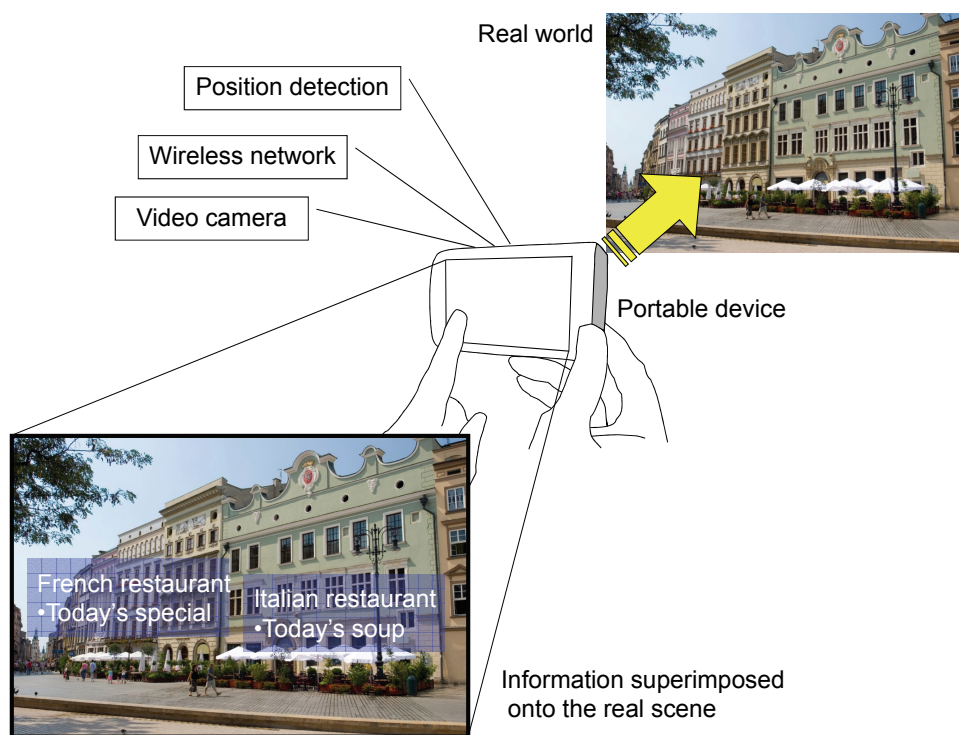 Real world
Position detection
Wireless network
Video camera
Portable device
French restaurant
•Today's special
Italian restaurant
•Today's soup
Information superimposed
onto the real scene